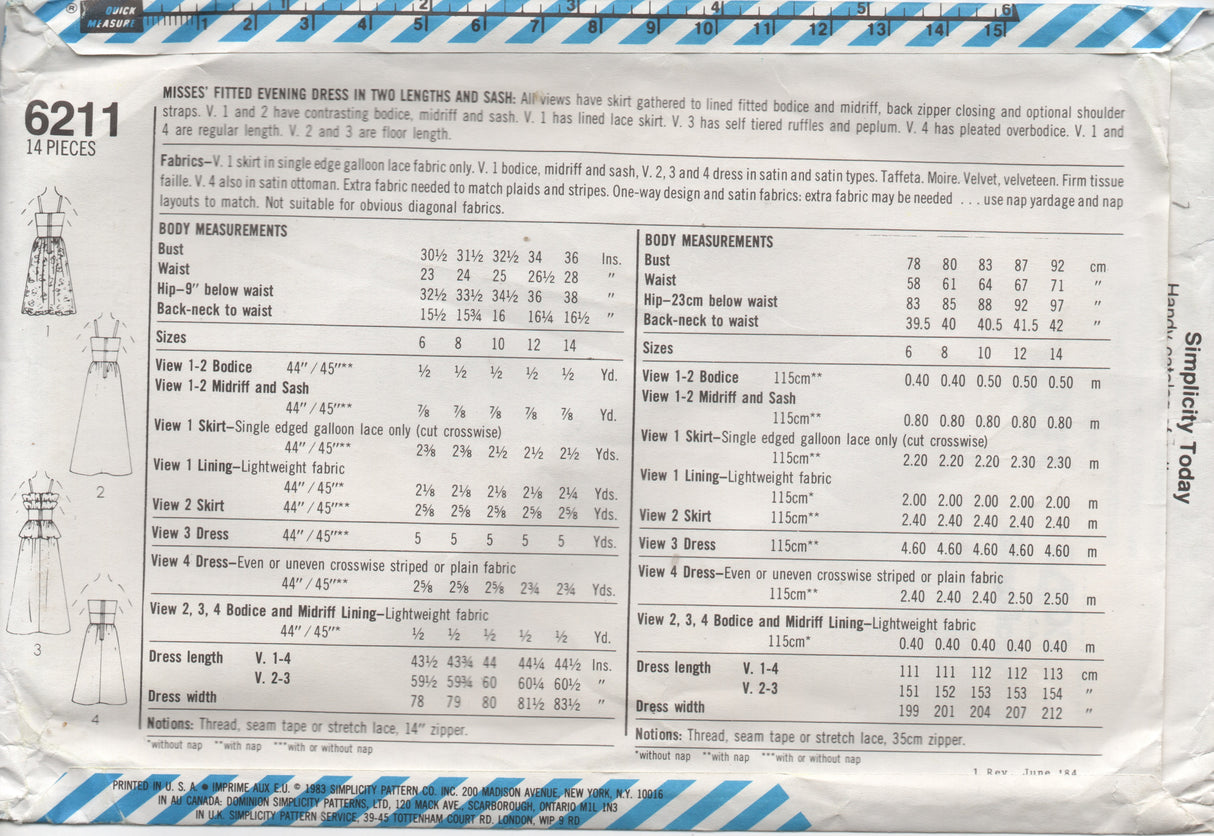 ® QUICK
MEASURE
1 2 3 4 5 6
1 2 3 4 5 6 7 8 9 10 11 12 13 14 15
6211
14 PIECES
1
2
3
4
MISSES' FITTED EVENING DRESS IN TWO LENGTHS AND SASH: All views have skirt gathered to lined fitted bodice and midriff, back zipper closing and optional shoulder
straps. V. 1 and 2 have contrasting bodice, midriff and sash. V. 1 has lined lace skirt. V. 3 has self tiered ruffles and peplum. V. 4 has pleated overbodice. V. 1 and
4 are regular length. V. 2 and 3 are floor length.
Fabrics—V. 1 skirt in single edge galloon lace fabric only. V. 1 bodice, midriff and sash, V. 2, 3 and 4 dress in satin and satin types. Taffeta. Moire. Velvet, velveteen. Firm tissue
faille. V. 4 also in satin ottoman. Extra fabric needed to match plaids and stripes. One-way design and satin fabrics: extra fabric may be needed . . . use nap yardage and nap
layouts to match. Not suitable for obvious diagonal fabrics.
BODY MEASUREMENTS
Bust 30½ 31½ 32½ 34 36 Ins.
Waist 23 24 25 26½ 28 "
Hip-9" below waist 32½ 33½ 34½ 36 38 "
Back-neck to waist 15½ 15¾ 16 16¼ 16½ "
Sizes 6 8 10 12 14
View 1-2 Bodice 44"/45"** ½ ½ ½ ½ ½ Yd.
View 1-2 Midriff and Sash
44"/45"** ⅞ ⅞ ⅞ ⅞ ⅞ Yd.
View 1 Skirt—Single edged galloon lace only (cut crosswise)
44"/45"** 2⅜ 2⅜ 2½ 2½ 2½ Yds.
View 1 Lining—Lightweight fabric
44"/45"* 2⅛ 2⅛ 2⅛ 2⅛ 2¼ Yds.
View 2 Skirt 44"/45"** 2⅝ 2⅝ 2⅝ 2⅝ 2⅝ Yds.
View 3 Dress 44"/45"** 5 5 5 5 5 Yds.
View 4 Dress—Even or uneven crosswise striped or plain fabric
44"/45"** 2⅝ 2⅝ 2⅝ 2¾ 2¾ Yds.
View 2, 3, 4 Bodice and Midriff Lining—Lightweight fabric
44"/45"* ½ ½ ½ ½ ½ Yd.
Dress length V. 1-4 43½ 43¾ 44 44¼ 44½ Ins.
V. 2-3 59½ 59¾ 60 60¼ 60½ "
Dress width 78 79 80 81½ 83½ "
Notions: Thread, seam tape or stretch lace, 14" zipper.
*without nap **with nap ***with or without nap
BODY MEASUREMENTS
Bust 78 80 83 87 92 cm
Waist 58 61 64 67 71 "
Hip-23cm below waist 83 85 88 92 97 "
Back-neck to waist 39.5 40 40.5 41.5 42 "
Sizes 6 8 10 12 14
View 1-2 Bodice 115cm** 0.40 0.40 0.50 0.50 0.50 m
View 1-2 Midriff and Sash
115cm** 0.80 0.80 0.80 0.80 0.80 m
View 1 Skirt—Single edged galloon lace only (cut crosswise)
115cm** 2.20 2.20 2.20 2.30 2.30 m
View 1 Lining—Lightweight fabric
115cm* 2.00 2.00 2.00 2.00 2.00 m
View 2 Skirt 115cm** 2.40 2.40 2.40 2.40 2.40 m
View 3 Dress 115cm** 4.60 4.60 4.60 4.60 4.60 m
View 4 Dress—Even or uneven crosswise striped or plain fabric
115cm** 2.40 2.40 2.40 2.50 2.50 m
View 2, 3, 4 Bodice and Midriff Lining—Lightweight fabric
115cm* 0.40 0.40 0.40 0.40 0.40 m
Dress length V. 1-4 111 111 112 112 113 cm
V. 2-3 151 152 153 153 154 "
Dress width 199 201 204 207 212 "
Notions: Thread, seam tape or stretch lace, 35cm zipper.
*without nap **with nap ***with or without nap
1 Rev. June '84
Simplicity Today
Handy
PRINTED IN U. S. A. ● IMPRIME AUX E.U. © 1983 SIMPLICITY PATTERN CO. INC. 200 MADISON AVENUE, NEW YORK, N.Y. 10016
IN AU CANADA: DOMINION SIMPLICITY PATTERNS, LTD, 120 MACK AVE., SCARBOROUGH, ONTARIO M1L 1N3
IN U.K. SIMPLICITY PATTERN SERVICE, 39-45 TOTTENHAM COURT RD. LONDON, WIP 9 RD